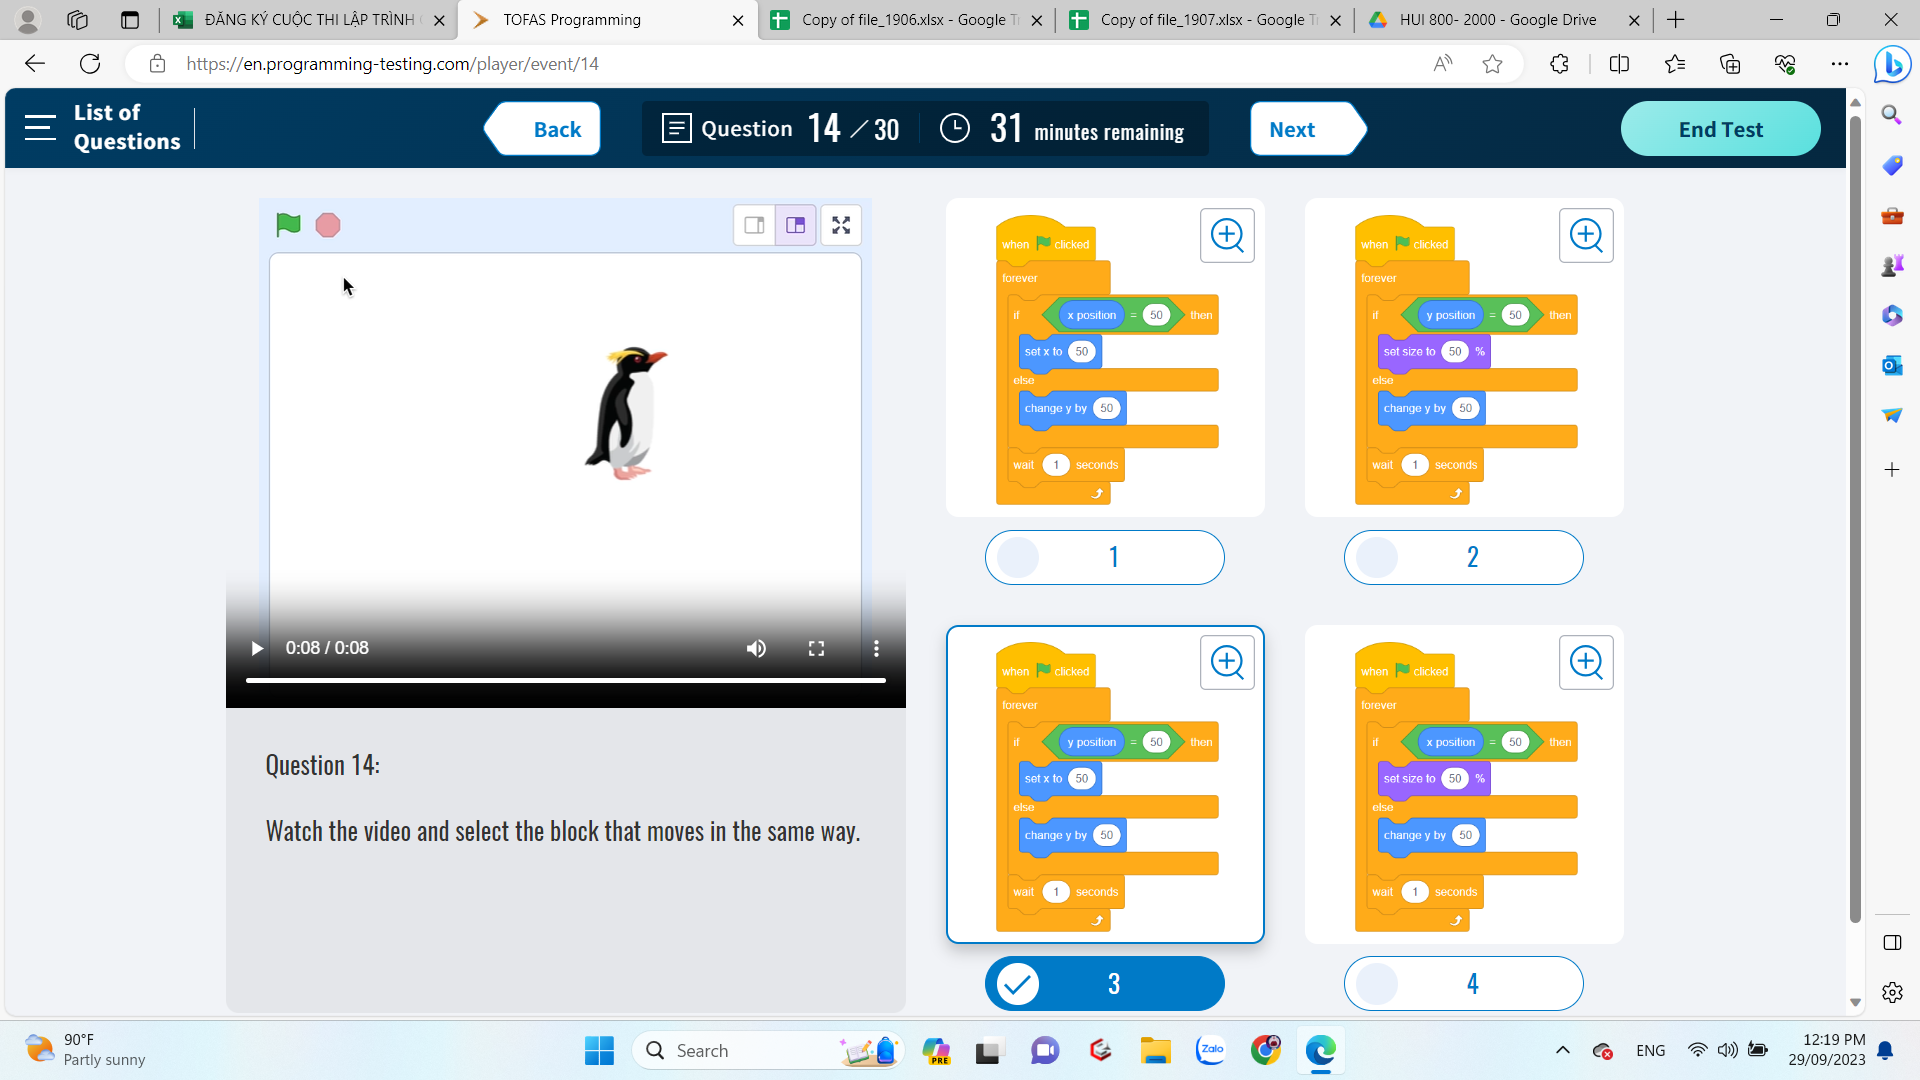 ĐĂNG KÝ CUỘC THI LẬP TRÌNH
TOFAS Programming
Copy of file_1906.xlsx - Google
Copy of file_1907.xlsx - Google
HUI 800- 2000 - Google Drive
https://en.programming-testing.com/player/event/14
List of
Questions
Back
Question 14 / 30
31 minutes remaining
Next
End Test
when clicked
forever
if x position = 50 then
set x to 50
else
change y by 50
wait 1 seconds
1
when clicked
forever
if y position = 50 then
set size to 50 %
else
change y by 50
wait 1 seconds
2
0:08 / 0:08
Question 14:
Watch the video and select the block that moves in the same way.
when clicked
forever
if y position = 50 then
set x to 50
else
change y by 50
wait 1 seconds
3
when clicked
forever
if x position = 50 then
set size to 50 %
else
change y by 50
wait 1 seconds
4
90°F
Partly sunny
Search
PRE
Zalo
ENG
12:19 PM
29/09/2023